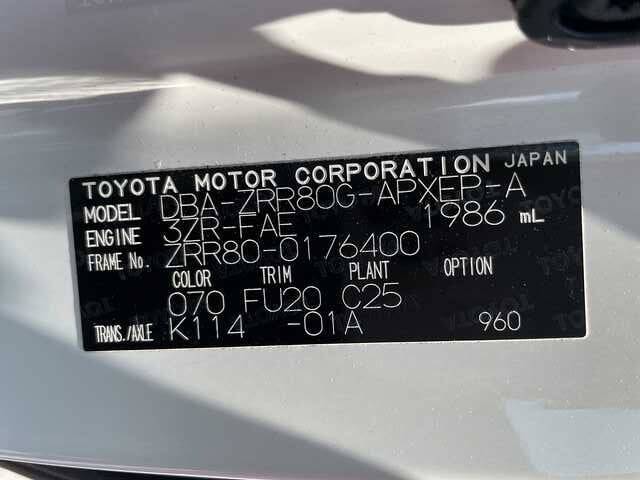 TOYOTA MOTOR CORPORATION JAPAN
MODEL DBA-ZRR80G-APXEP-A
ENGINE 3ZR-FAE 1986 mL
FRAME No. ZRR80-0176400
COLOR TRIM PLANT OPTION
070 FU20 C25
TRANS./AXLE K114 -01A 960